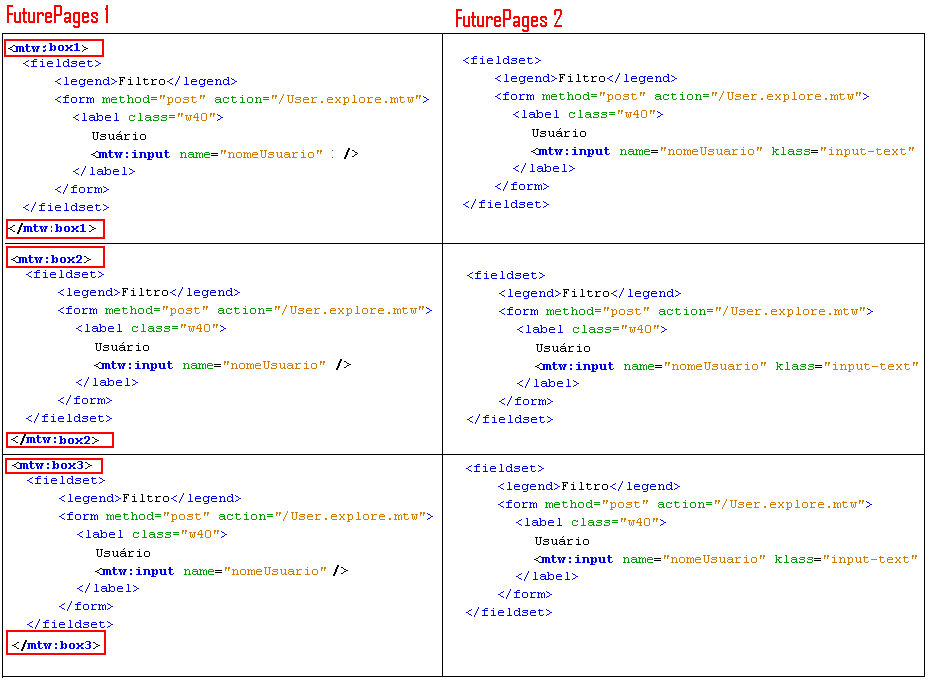 FuturePages 1
<mtw:box1>
<fieldset>
<legend>Filtro</legend>
<form method="post" action="/User.explore.mtw">
<label class="w40">
Usuário
<mtw:input name="nomeUsuario" : />
</label>
</form>
</fieldset>
</mtw:box1>
<mtw:box2>
<fieldset>
<legend>Filtro</legend>
<form method="post" action="/User.explore.mtw">
<label class="w40">
Usuário
<mtw:input name="nomeUsuario" />
</label>
</form>
</fieldset>
</mtw:box2>
<mtw:box3>
<fieldset>
<legend>Filtro</legend>
<form method="post" action="/User.explore.mtw">
<label class="w40">
Usuário
<mtw:input name="nomeUsuario" />
</label>
</form>
</fieldset>
</mtw:box3>
FuturePages 2
<fieldset>
<legend>Filtro</legend>
<form method="post" action="/User.explore.mtw">
<label class="w40">
Usuário
<mtw:input name="nomeUsuario" klass="input-text"
</label>
</form>
</fieldset>
<fieldset>
<legend>Filtro</legend>
<form method="post" action="/User.explore.mtw">
<label class="w40">
Usuário
<mtw:input name="nomeUsuario" klass="input-text"
</label>
</form>
</fieldset>
<fieldset>
<legend>Filtro</legend>
<form method="post" action="/User.explore.mtw">
<label class="w40">
Usuário
<mtw:input name="nomeUsuario" klass="input-text"
</label>
</form>
</fieldset>